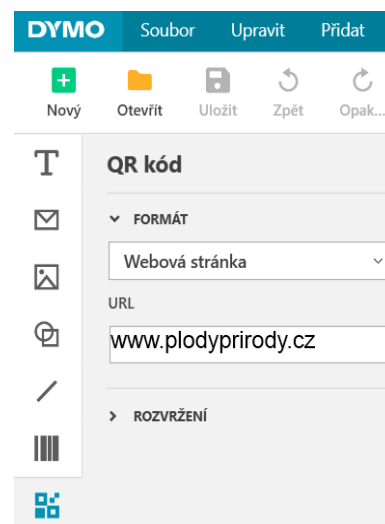 DYMO Soubor Upravit Přidat
Nový Otevřít Uložit Zpět Opak...
QR kód
FORMÁT
Webová stránka
URL
www.plodyprirody.cz
ROZVRŽENÍ